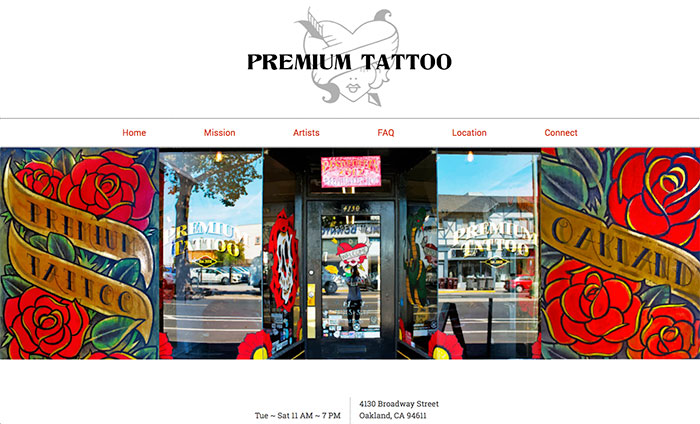 PREMIUM TATTOO
Home Mission Artists FAQ Location Connect
PREMIUM
TATTOO
PREMIU
TATTOO
4130
PREMIUM
TATTOO
OAKLAND
Tue ~ Sat 11 AM ~ 7 PM
4130 Broadway Street
Oakland, CA 94611